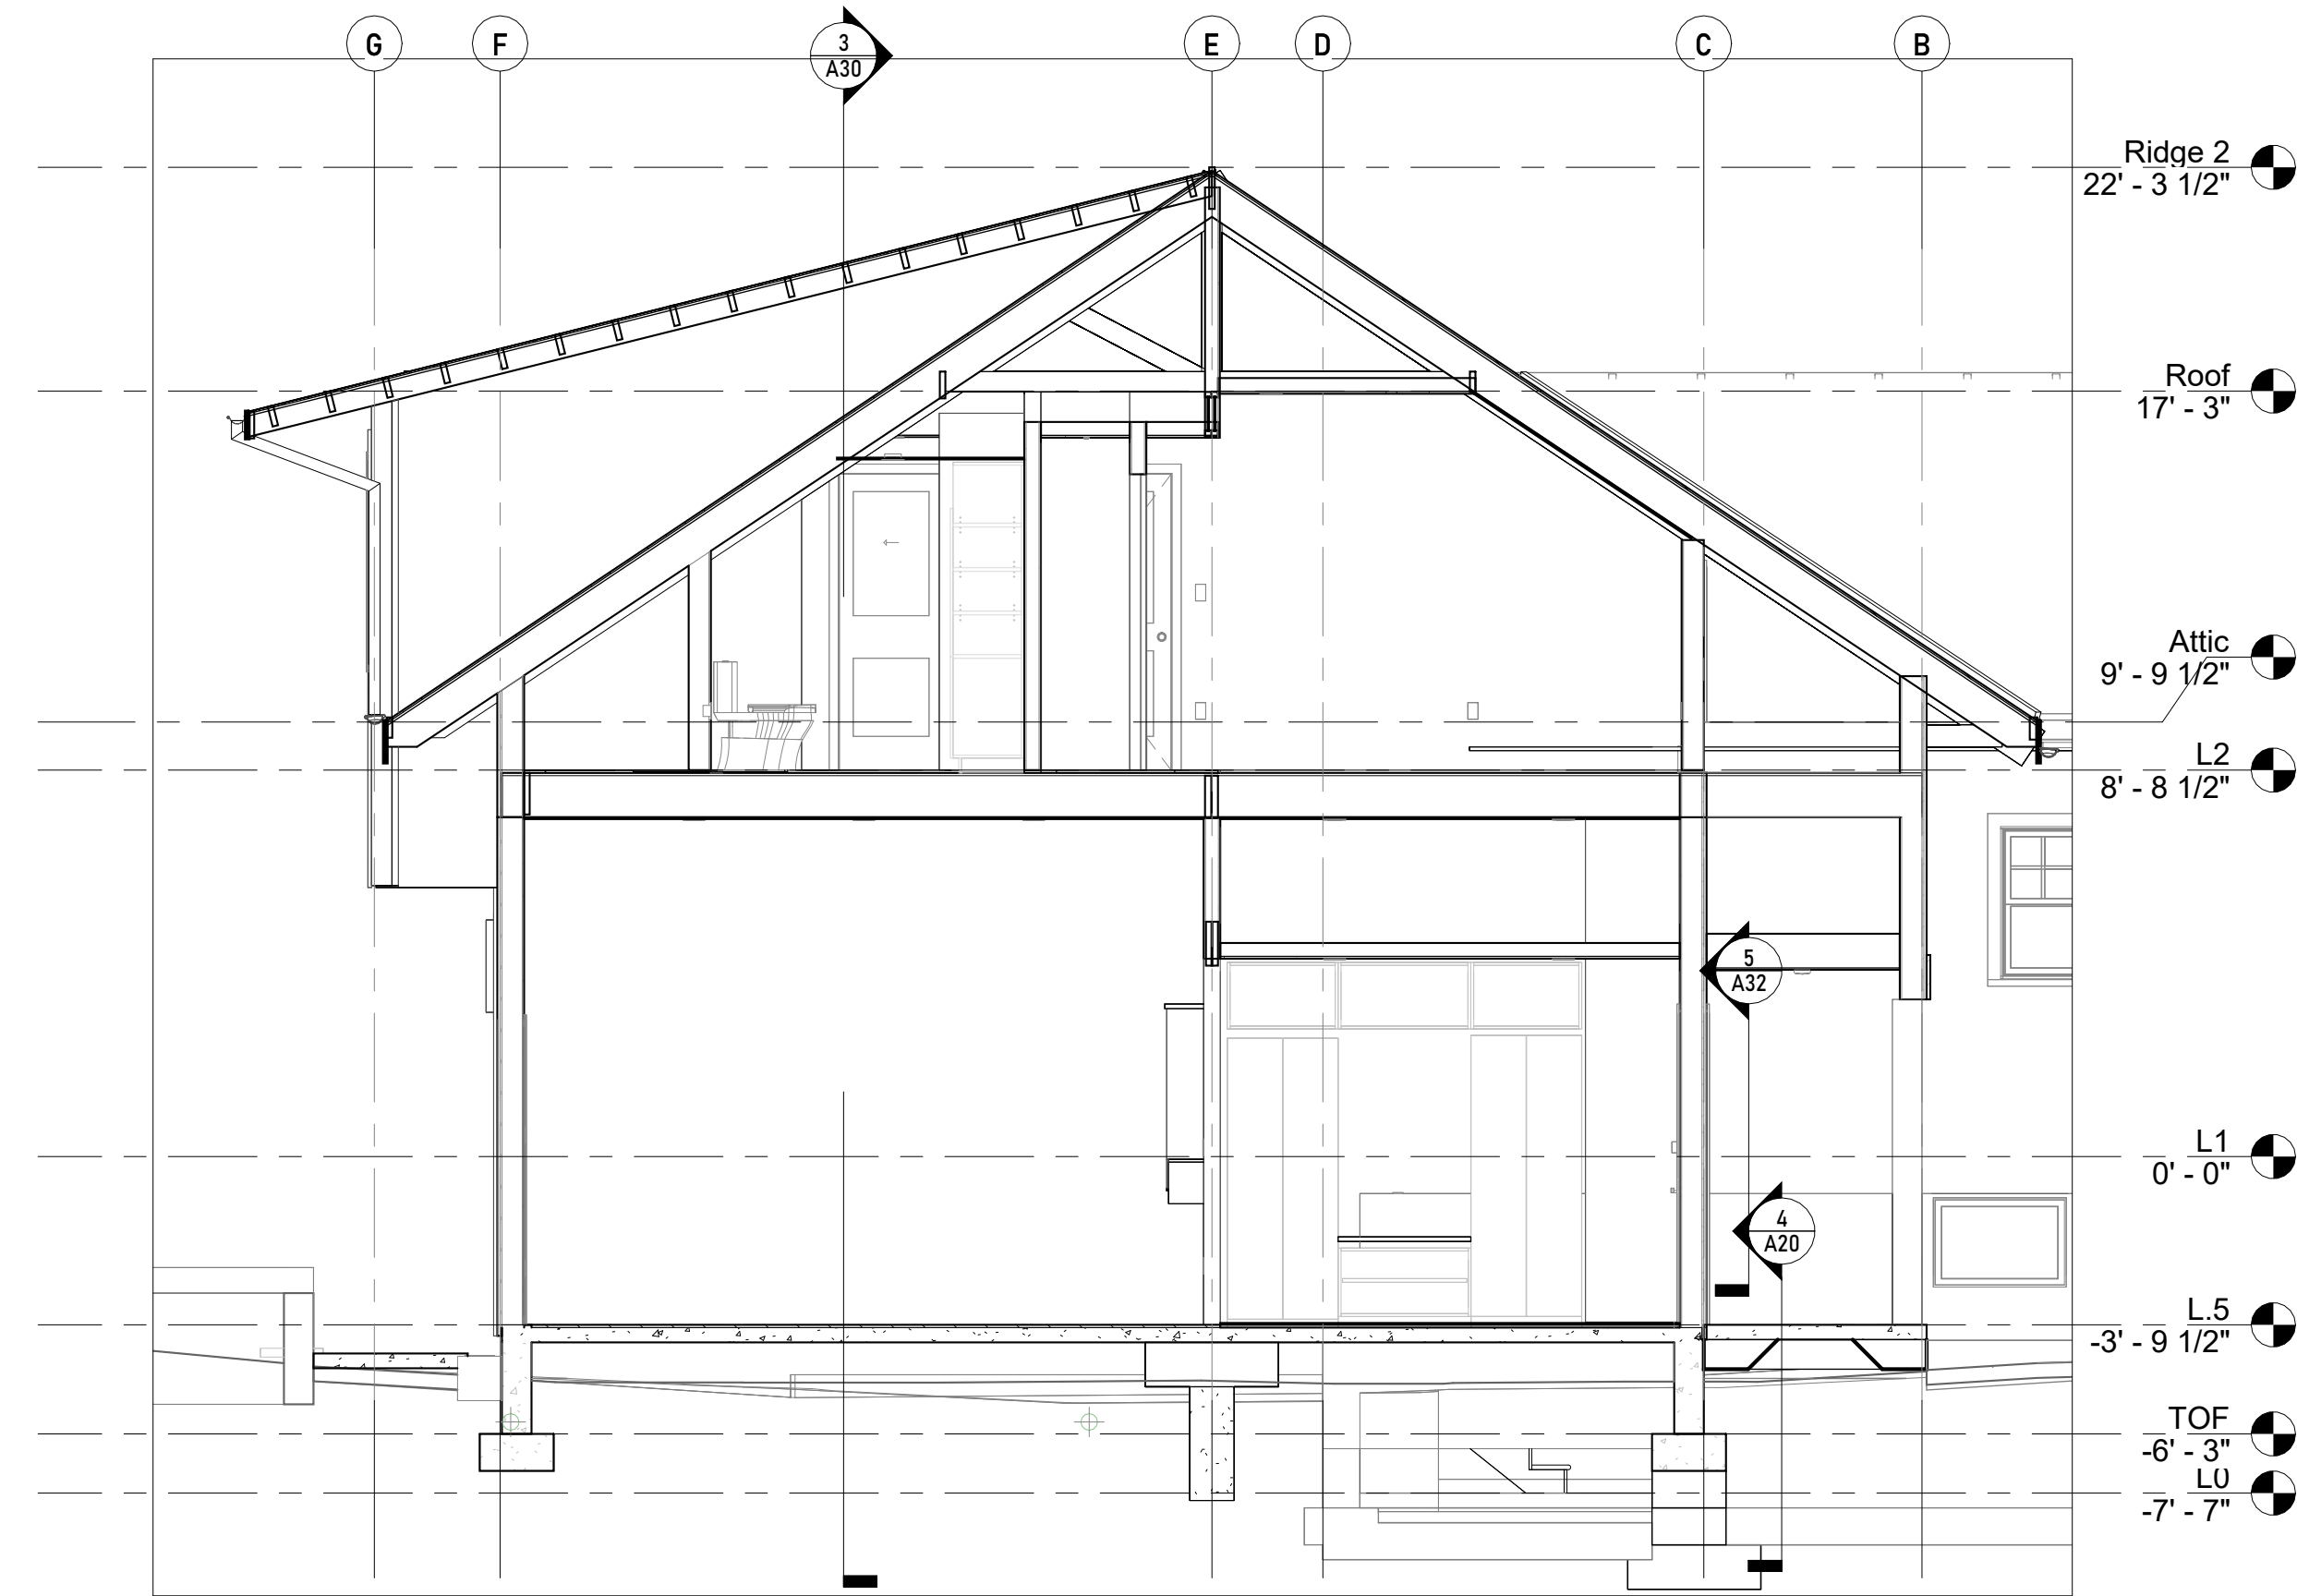 G
F
3
A30
E
D
C
B
Ridge 2
22' - 3 1/2"
Roof
17' - 3"
Attic
9' - 9 1/2"
L2
8' - 8 1/2"
5
A32
L1
0' - 0"
4
A20
L.5
-3' - 9 1/2"
TOF
-6' - 3"
L0
-7' - 7"